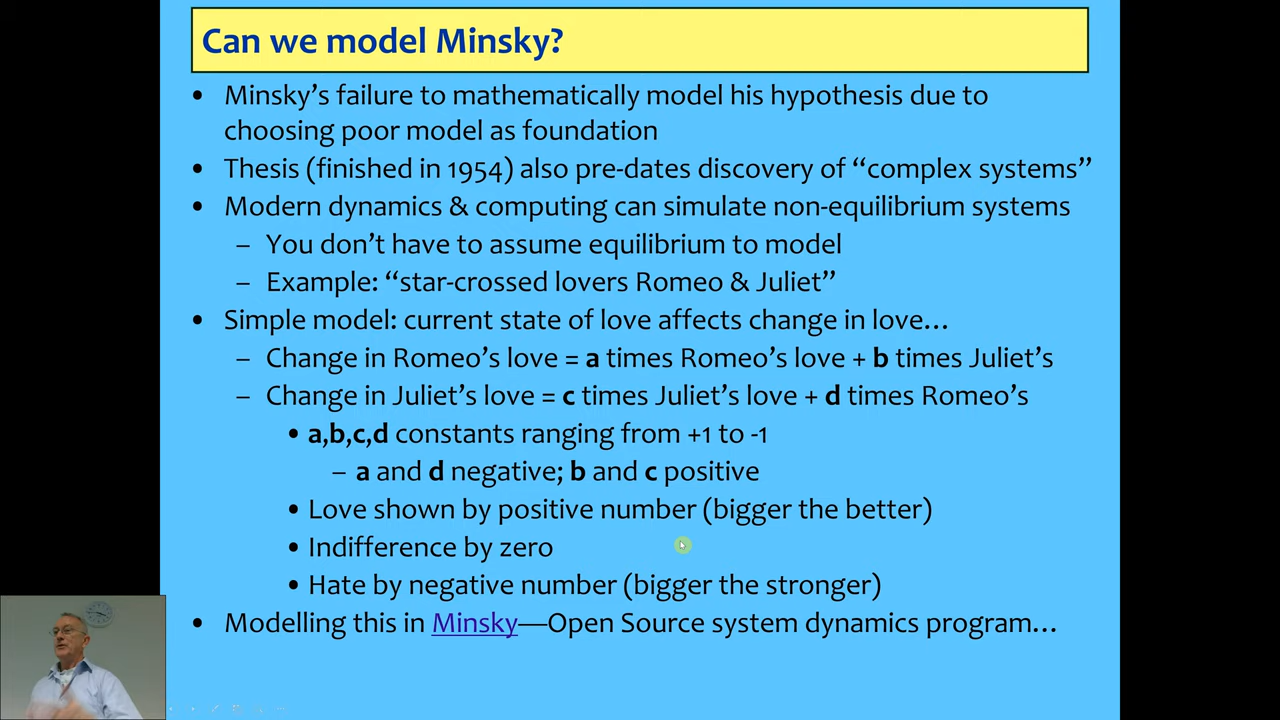 Can we model Minsky?
• Minsky's failure to mathematically model his hypothesis due to
choosing poor model as foundation
• Thesis (finished in 1954) also pre-dates discovery of “complex systems”
• Modern dynamics & computing can simulate non-equilibrium systems
– You don't have to assume equilibrium to model
– Example: “star-crossed lovers Romeo & Juliet”
• Simple model: current state of love affects change in love…
– Change in Romeo's love = a times Romeo's love + b times Juliet's
– Change in Juliet's love = c times Juliet's love + d times Romeo's
• a,b,c,d constants ranging from +1 to -1
– a and d negative; b and c positive
• Love shown by positive number (bigger the better)
• Indifference by zero
• Hate by negative number (bigger the stronger)
• Modelling this in Minsky—Open Source system dynamics program…